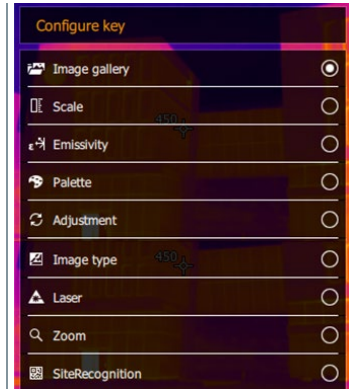 Configure key
Image gallery
Scale
450
Emissivity
Palette
Adjustment
Image type
450
Laser
Zoom
SiteRecognition